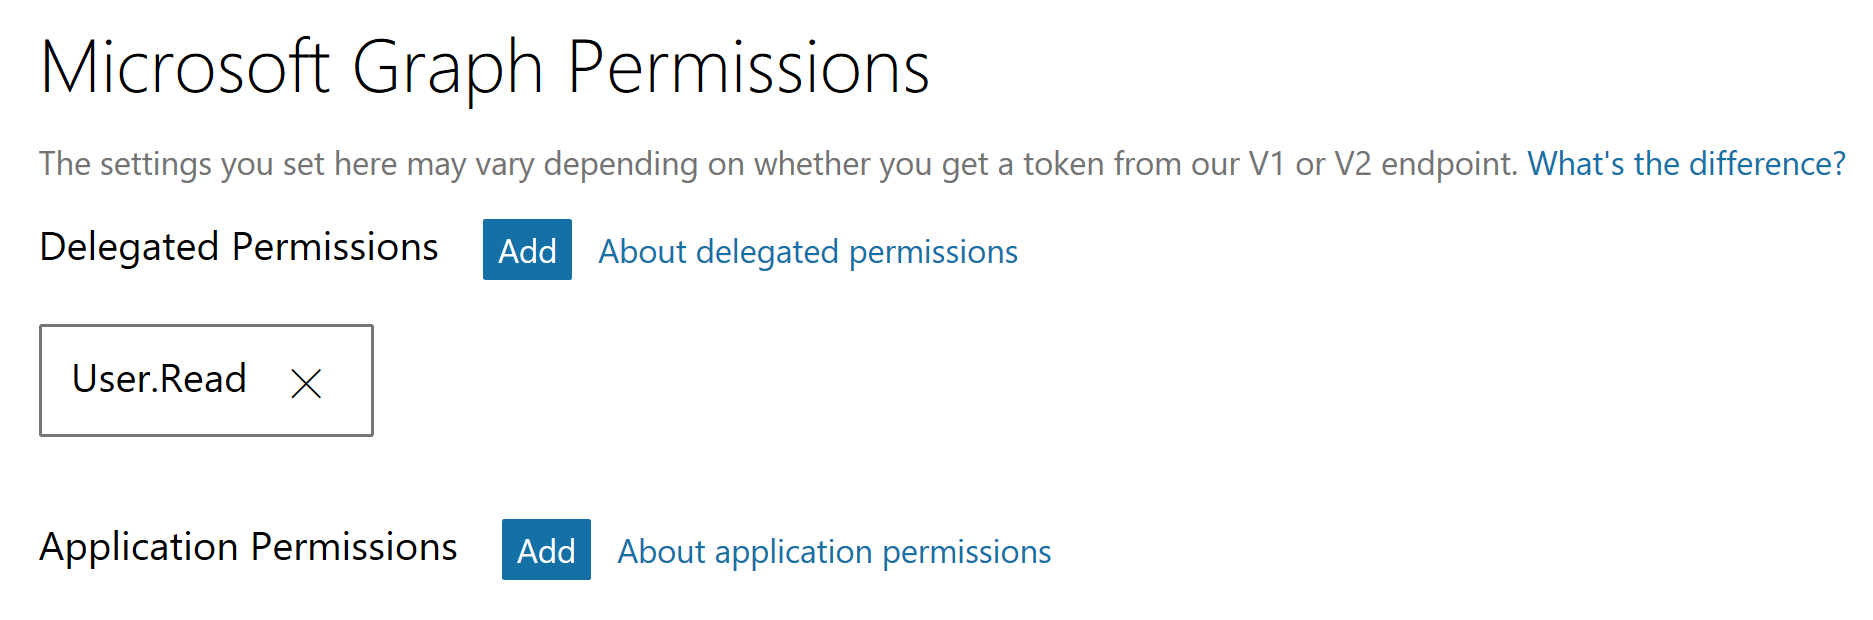 Microsoft Graph Permissions
The settings you set here may vary depending on whether you get a token from our V1 or V2 endpoint. What's the difference?
Delegated Permissions Add About delegated permissions
User.Read
Application Permissions Add About application permissions